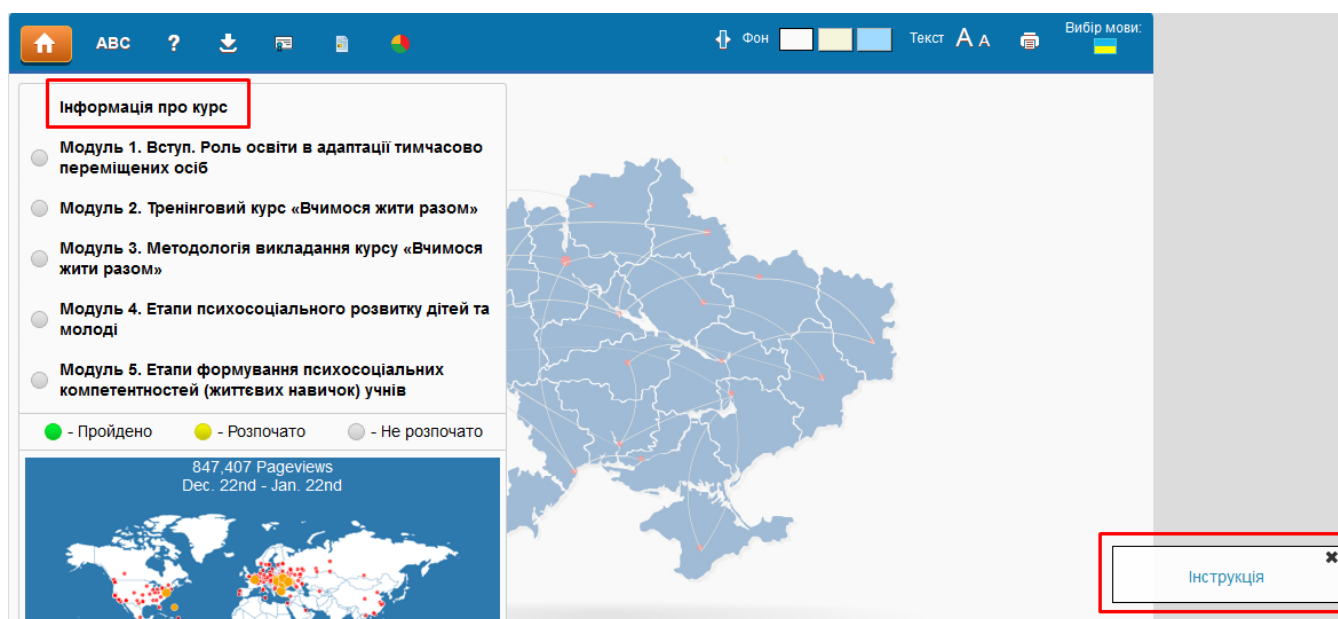 ABC ? Фон Текст A A Вибір мови:
Інформація про курс
Модуль 1. Вступ. Роль освіти в адаптації тимчасово
переміщених осіб
Модуль 2. Тренінговий курс «Вчимося жити разом»
Модуль 3. Методологія викладання курсу «Вчимося
жити разом»
Модуль 4. Етапи психосоціального розвитку дітей та
молоді
Модуль 5. Етапи формування психосоціальних
компетентностей (життєвих навичок) учнів
- Пройдено - Розпочато - Не розпочато
847,407 Pageviews
Dec. 22nd - Jan. 22nd
Інструкція